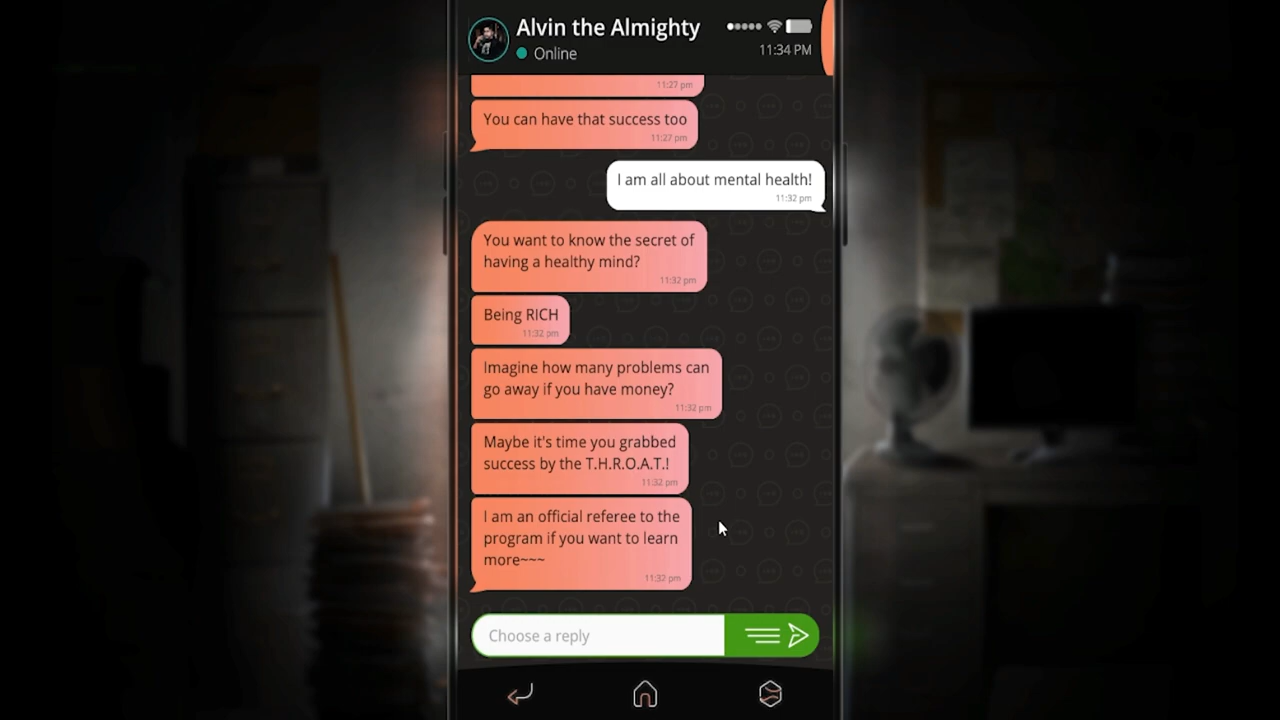 Alvin the Almighty
Online
11:34 PM
11:27 pm
You can have that success too
11:27 pm
I am all about mental health!
11:32 pm
You want to know the secret of
having a healthy mind?
11:32 pm
Being RICH
11:32 pm
Imagine how many problems can
go away if you have money?
11:32 pm
Maybe it's time you grabbed
success by the T.H.R.O.A.T.!
11:32 pm
I am an official referee to the
program if you want to learn
more~~~
11:32 pm
Choose a reply